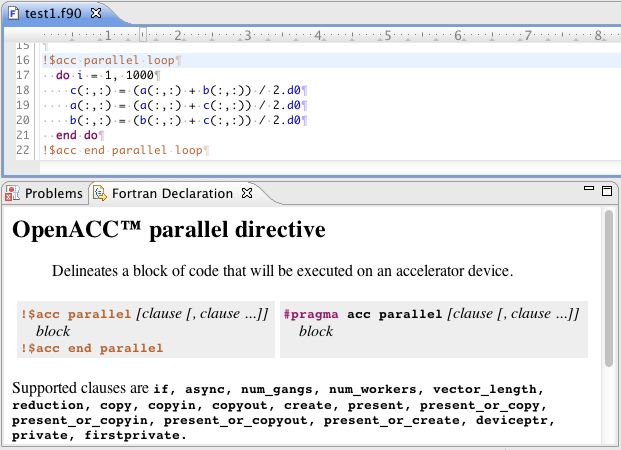 test1.f90
1 2 3 4 5 6 7 8
15 ¶
16 !$acc·parallel·loop¶
17 ··do·i·=·1,·1000¶
18 ····c(:,:)·=·(a(:,:)·+·b(:,:))·/·2.d0¶
19 ····a(:,:)·=·(a(:,:)·+·c(:,:))·/·2.d0¶
20 ····b(:,:)·=·(b(:,:)·+·c(:,:))·/·2.d0¶
21 ··end·do¶
22 !$acc·end·parallel·loop¶
Problems Fortran Declaration
OpenACC™ parallel directive
Delineates a block of code that will be executed on an accelerator device.
!$acc parallel [clause [, clause ...]] #pragma acc parallel [clause [, clause ...]]
block block
!$acc end parallel
Supported clauses are if, async, num_gangs, num_workers, vector_length,
reduction, copy, copyin, copyout, create, present, present_or_copy,
present_or_copyin, present_or_copyout, present_or_create, deviceptr,
private, firstprivate.